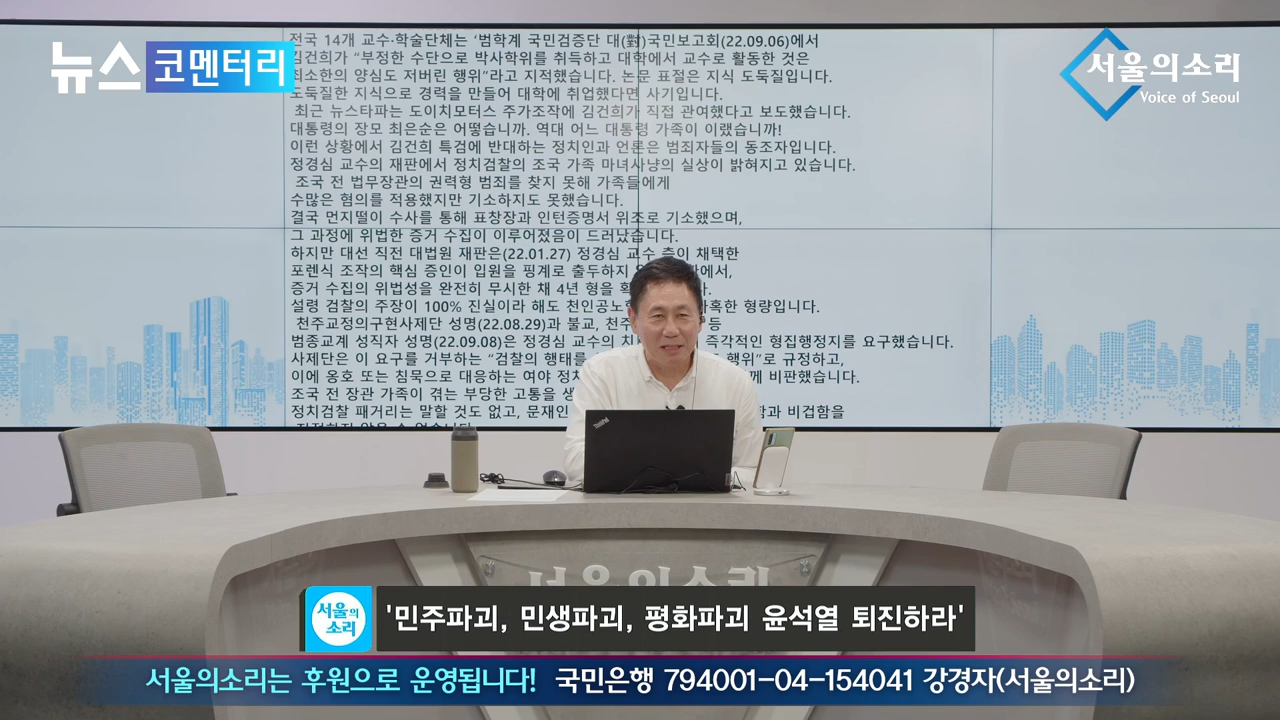 뉴스 코멘터리
서울의소리
Voice of Seoul
전국 14개 교수·학술단체는 '범학계 국민검증단 대(對)국민보고회(22.09.06)에서
김건희가 "부정한 수단으로 박사학위를 취득하고 대학에서 교수로 활동한 것은
최소한의 양심도 저버린 행위"라고 지적했습니다. 논문 표절은 지식 도둑질입니다.
도둑질한 지식으로 경력을 만들어 대학에 취업했다면 사기입니다.
최근 뉴스타파는 도이치모터스 주가조작에 김건희가 직접 관여했다고 보도했습니다.
대통령의 장모 최은순은 어떻습니까. 역대 어느 대통령 가족이 이랬습니까!
이런 상황에서 김건희 특검에 반대하는 정치인과 언론은 범죄자들의 동조자입니다.
정경심 교수의 재판에서 정치검찰의 조국 가족 마녀사냥의 실상이 밝혀지고 있습니다.
조국 전 법무장관의 권력형 범죄를 찾지 못해 가족들에게
수많은 혐의를 적용했지만 기소하지도 못했습니다.
결국 먼지떨이 수사를 통해 표창장과 인턴증명서 위조로 기소했으며,
그 과정에 위법한 증거 수집이 이루어졌음이 드러났습니다.
하지만 대선 직전 대법원 재판은(22.01.27) 정경심 교수 측이 채택한
포렌식 조작의 핵심 증인이 입원을 핑계로 출두하지 에서,
증거 수집의 위법성을 완전히 무시한 채 4년 형을 다.
설령 검찰의 주장이 100% 진실이라 해도 천인공노할 혹한 형량입니다.
천주교정의구현사제단 성명(22.08.29)과 불교, 천주 등
범종교계 성직자 성명(22.09.08)은 정경심 교수의 치 즉각적인 형집행정지를 요구했습니다.
사제단은 이 요구를 거부하는 "검찰의 행태를 행위"로 규정하고,
이에 옹호 또는 침묵으로 대응하는 여야 정치 께 비판했습니다.
조국 전 장관 가족이 겪는 부당한 고통을
정치검찰 패거리는 말할 것도 없고, 문재인 과 비겁함을
ThinkPad
서울의소리
서울의
소리
'민주파괴, 민생파괴, 평화파괴 윤석열 퇴진하라'
서울의소리는 후원으로 운영됩니다! 국민은행 794001-04-154041 강경자(서울의소리)